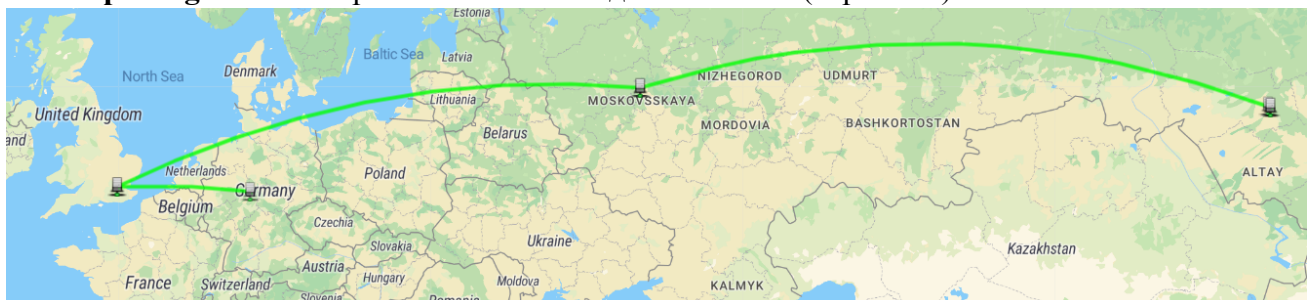 Estonia
North Sea
Denmark
Baltic Sea
Latvia
NIZHEGOROD
UDMURT
United Kingdom
Lithuania
MOSKOVSSKAYA
MORDOVIA
BASHKORTOSTAN
Belarus
Netherlands
Poland
Germany
ALTAY
Belgium
Czechia
Ukraine
Kazakhstan
Slovakia
France
Switzerland
Austria
Hungary
Moldova
KALMYK